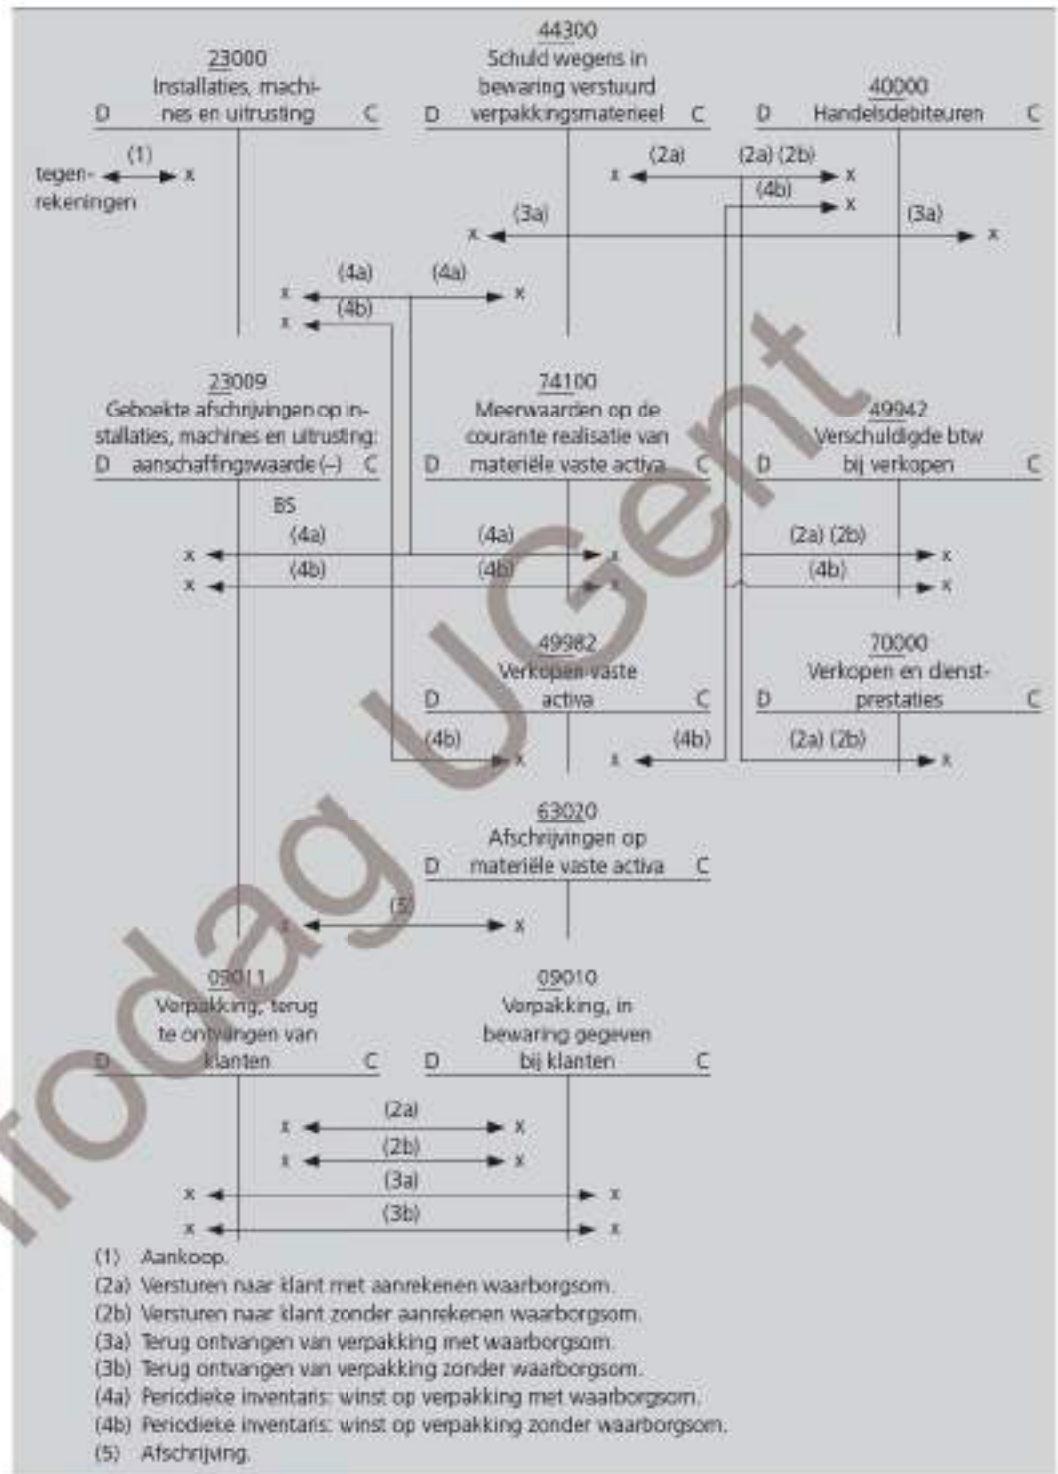 44300
23000 Schuld wegens in
Installaties, machi- bewaring verstuurd 40000
D nes en uitrusting C D verpakkingsmaterieel C D Handelsdebiteuren C
(1) (2a) (2a) (2b)
tegen- x x x
rekeningen (4b) x
(3a) (3a)
x x
(4a) (4a)
x x
(4b)
x
23009 74100
Geboekte afschrijvingen op in- Meerwaarden op de 49942
stallaties, machines en uitrusting: courante realisatie van Verschuldigde btw
D aanschaffingswaarde (–) C D materiële vaste activa C D bij verkopen C
BS
(4a) (4a) (2a) (2b)
x x x
(4b) (4b) (4b)
x x x
49982 70000
Verkopen vaste Verkopen en dienst-
D activa C D prestaties C
(4b) (4b) (2a) (2b)
x x x
63020
Afschrijvingen op
D materiële vaste activa C
(5)
x x
09011 09010
Verpakking, terug Verpakking, in
te ontvangen van bewaring gegeven
D klanten C D bij klanten C
(2a)
x x
(2b)
x x
(3a)
x x
(3b)
x x
(1) Aankoop.
(2a) Versturen naar klant met aanrekenen waarborgsom.
(2b) Versturen naar klant zonder aanrekenen waarborgsom.
(3a) Terug ontvangen van verpakking met waarborgsom.
(3b) Terug ontvangen van verpakking zonder waarborgsom.
(4a) Periodieke inventaris: winst op verpakking met waarborgsom.
(4b) Periodieke inventaris: winst op verpakking zonder waarborgsom.
(5) Afschrijving.
UGent